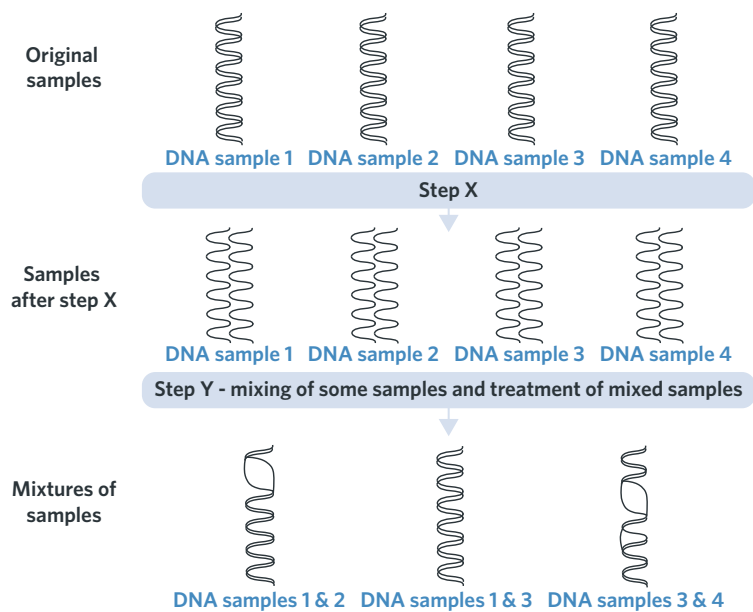 Original
samples
DNA sample 1 DNA sample 2 DNA sample 3 DNA sample 4
Step X
Samples
after step X
DNA sample 1 DNA sample 2 DNA sample 3 DNA sample 4
Step Y - mixing of some samples and treatment of mixed samples
Mixtures of
samples
DNA samples 1 & 2 DNA samples 1 & 3 DNA samples 3 & 4